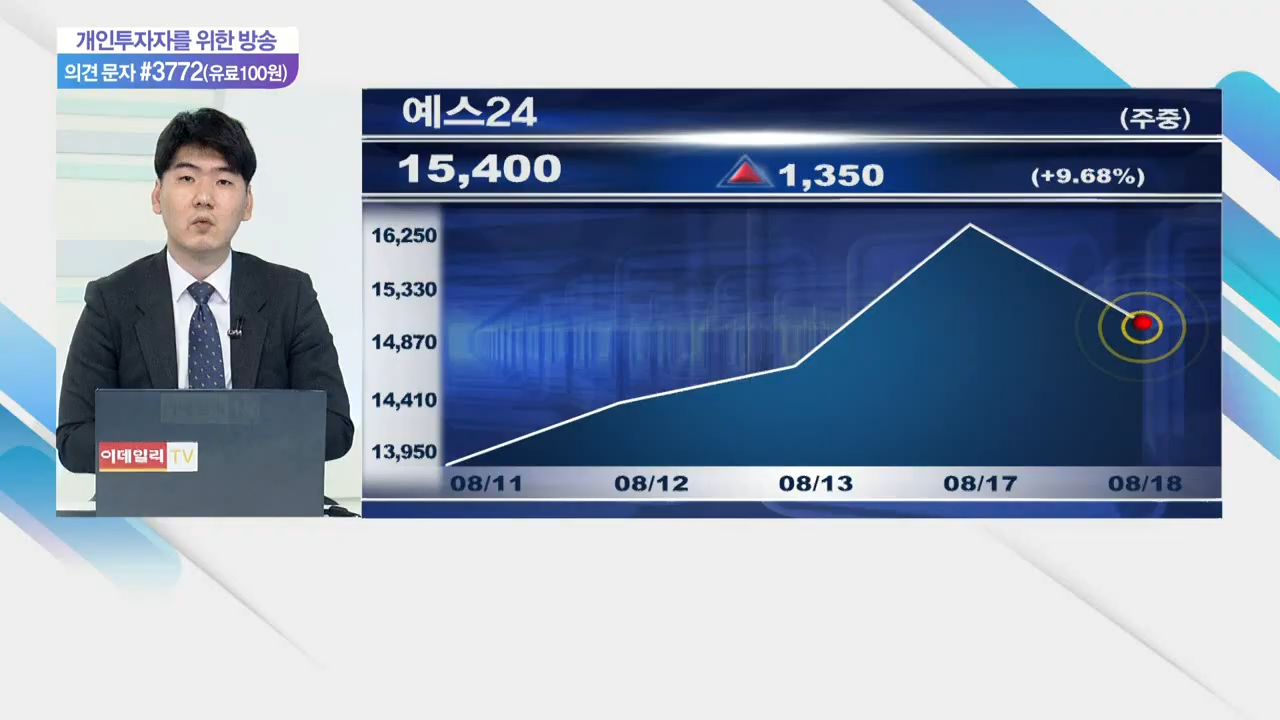 개인투자자를 위한 방송
의견 문자 #3772(유료100원)
예스24
(주중)
15,400
1,350
(+9.68%)
16,250
15,330
14,870
14,410
13,950
08/11
08/12
08/13
08/17
08/18
이데일리 TV